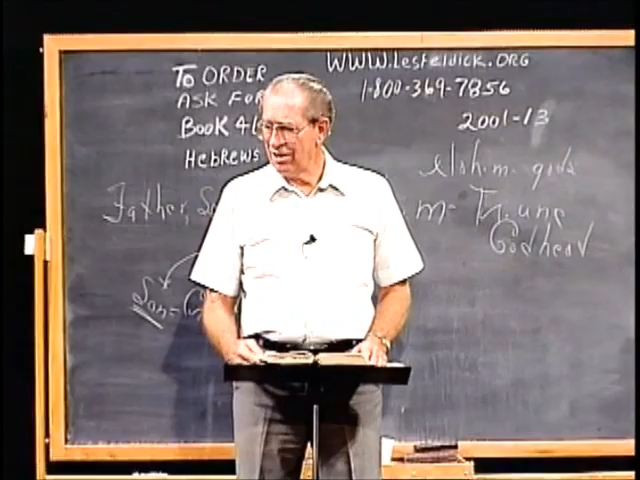 WWW.LESFELDICK.ORG
TO ORDER
1-800-369-7856
ASK FOR
2001-13
BOOK
HEBREWS
Elohim - gods
Father,
m - Triune
Godhead
Son =